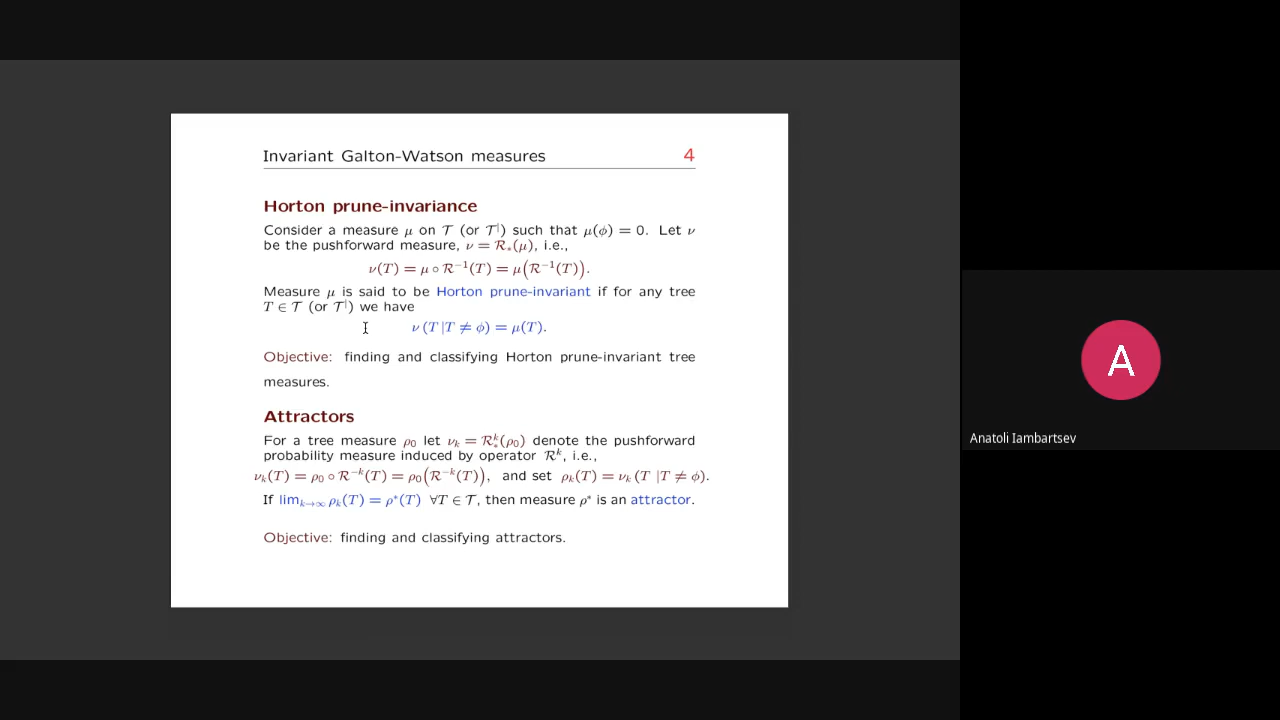 Invariant Galton-Watson measures 4
Horton prune-invariance
Consider a measure μ on 𝒯 (or 𝒯^|) such that μ(ϕ) = 0. Let ν
be the pushforward measure, ν = ℛ_*(μ), i.e.,
ν(T) = μ ∘ ℛ^{−1}(T) = μ(ℛ^{−1}(T)).
Measure μ is said to be Horton prune-invariant if for any tree
T ∈ 𝒯 (or 𝒯^|) we have
ν (T |T ≠ ϕ) = μ(T).
Objective: finding and classifying Horton prune-invariant tree
measures.
Attractors
For a tree measure ρ_0 let ν_k = ℛ_*^k(ρ_0) denote the pushforward
probability measure induced by operator ℛ^k, i.e.,
ν_k(T) = ρ_0 ∘ ℛ^{−k}(T) = ρ_0(ℛ^{−k}(T)), and set ρ_k(T) = ν_k (T |T ≠ ϕ).
If lim_{k→∞} ρ_k(T) = ρ^*(T) ∀T ∈ 𝒯, then measure ρ^* is an attractor.
Objective: finding and classifying attractors.
A
Anatoli Iambartsev